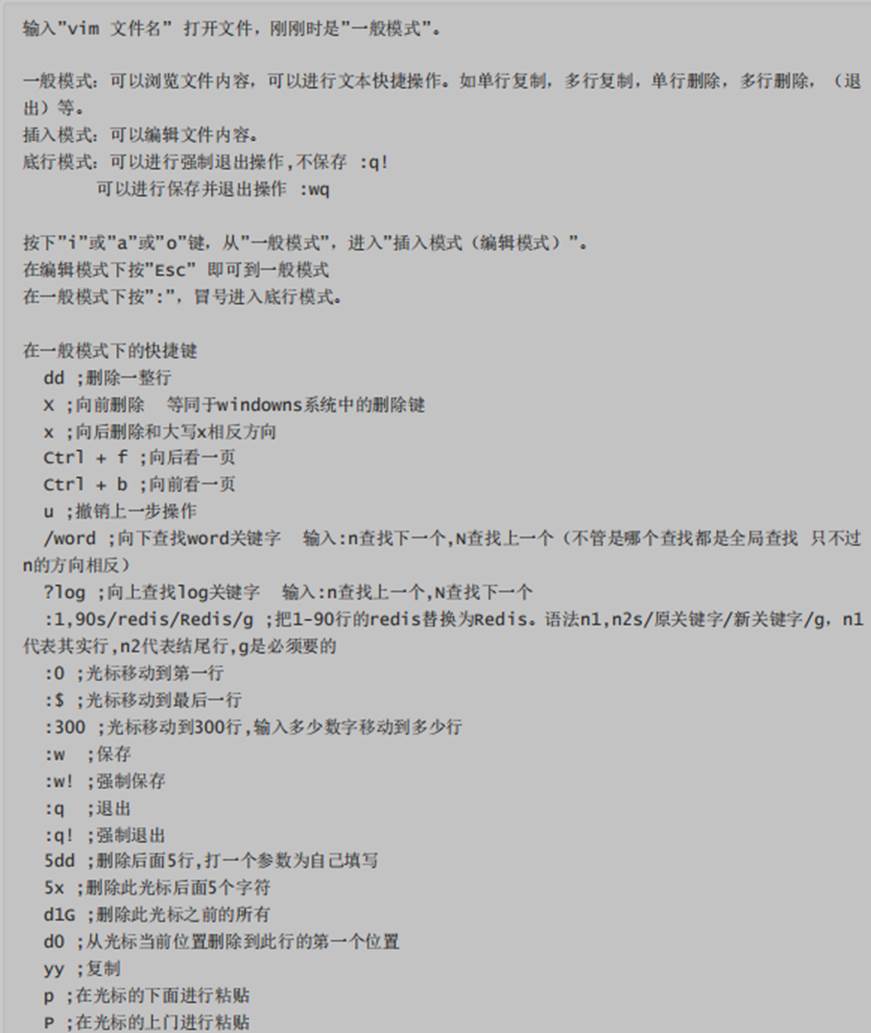 输入”vim 文件名” 打开文件，刚刚时是”一般模式”。
一般模式：可以浏览文件内容，可以进行文本快捷操作。如单行复制，多行复制，单行删除，多行删除，（退
出）等。
插入模式：可以编辑文件内容。
底行模式：可以进行强制退出操作,不保存 :q!
可以进行保存并退出操作 :wq
按下”i”或”a”或”o”键，从”一般模式”，进入”插入模式（编辑模式）”。
在编辑模式下按”Esc” 即可到一般模式
在一般模式下按”:”，冒号进入底行模式。
在一般模式下的快捷键
dd ;删除一整行
X ;向前删除 等同于windowns系统中的删除键
x ;向后删除和大写x相反方向
Ctrl + f ;向后看一页
Ctrl + b ;向前看一页
u ;撤销上一步操作
/word ;向下查找word关键字 输入:n查找下一个,N查找上一个（不管是哪个查找都是全局查找 只不过
n的方向相反）
?log ;向上查找log关键字 输入:n查找上一个,N查找下一个
:1,90s/redis/Redis/g ;把1-90行的redis替换为Redis。语法n1,n2s/原关键字/新关键字/g，n1
代表其实行,n2代表结尾行,g是必须要的
:0 ;光标移动到第一行
:$ ;光标移动到最后一行
:300 ;光标移动到300行,输入多少数字移动到多少行
:w ;保存
:w! ;强制保存
:q ;退出
:q! ;强制退出
5dd ;删除后面5行,打一个参数为自己填写
5x ;删除此光标后面5个字符
d1G ;删除此光标之前的所有
d0 ;从光标当前位置删除到此行的第一个位置
yy ;复制
p ;在光标的下面进行粘贴
P ;在光标的上门进行粘贴